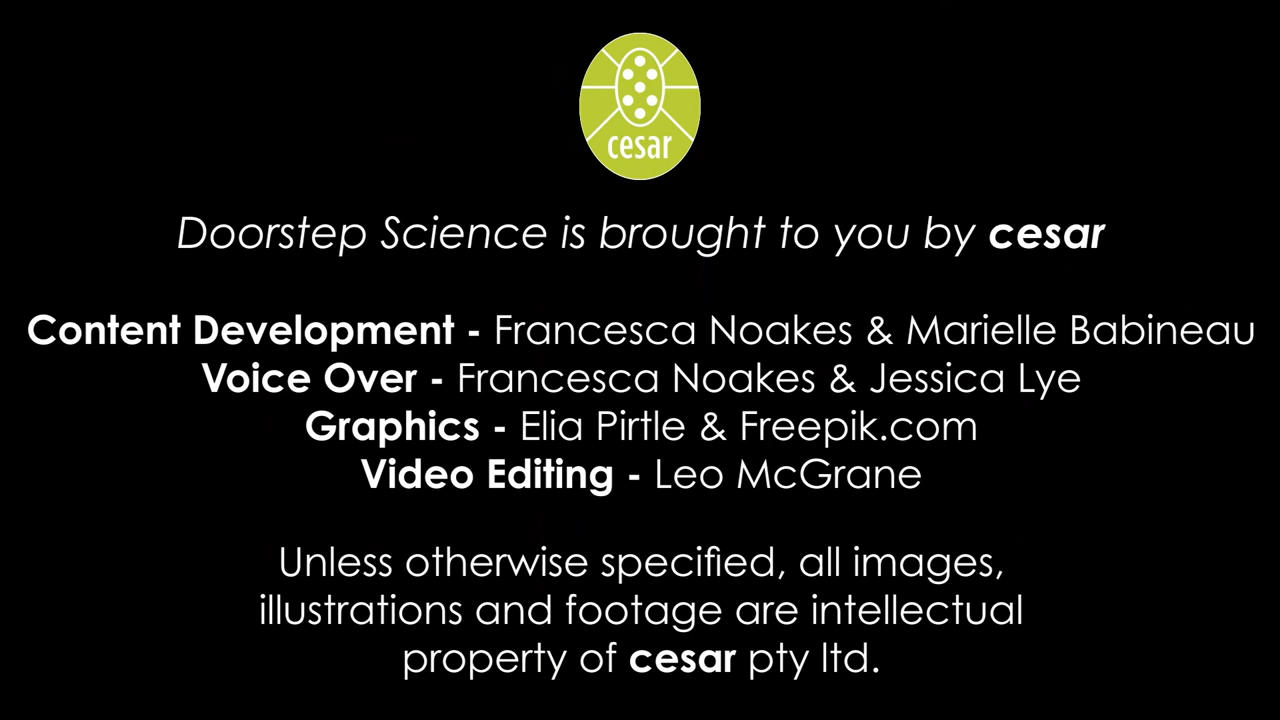 cesar
Doorstep Science is brought to you by cesar
Content Development - Francesca Noakes & Marielle Babineau
Voice Over - Francesca Noakes & Jessica Lye
Graphics - Elia Pirtle & Freepik.com
Video Editing - Leo McGrane
Unless otherwise specified, all images,
illustrations and footage are intellectual
property of cesar pty ltd.